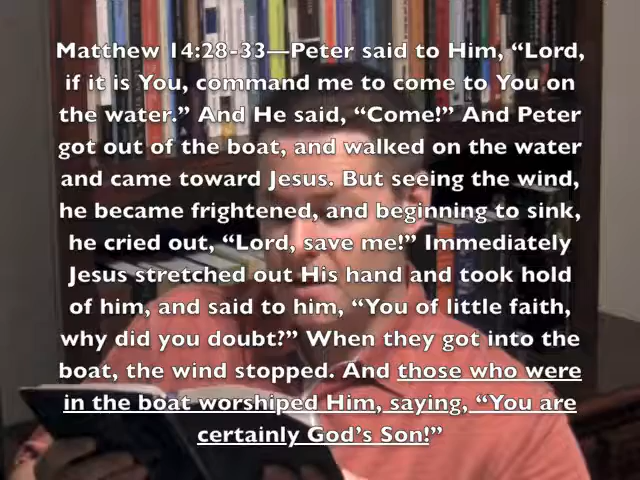 Matthew 14:28-33—Peter said to Him, “Lord,
if it is You, command me to come to You on
the water.” And He said, “Come!” And Peter
got out of the boat, and walked on the water
and came toward Jesus. But seeing the wind,
he became frightened, and beginning to sink,
he cried out, “Lord, save me!” Immediately
Jesus stretched out His hand and took hold
of him, and said to him, “You of little faith,
why did you doubt?” When they got into the
boat, the wind stopped. And those who were
in the boat worshiped Him, saying, “You are
certainly God’s Son!”